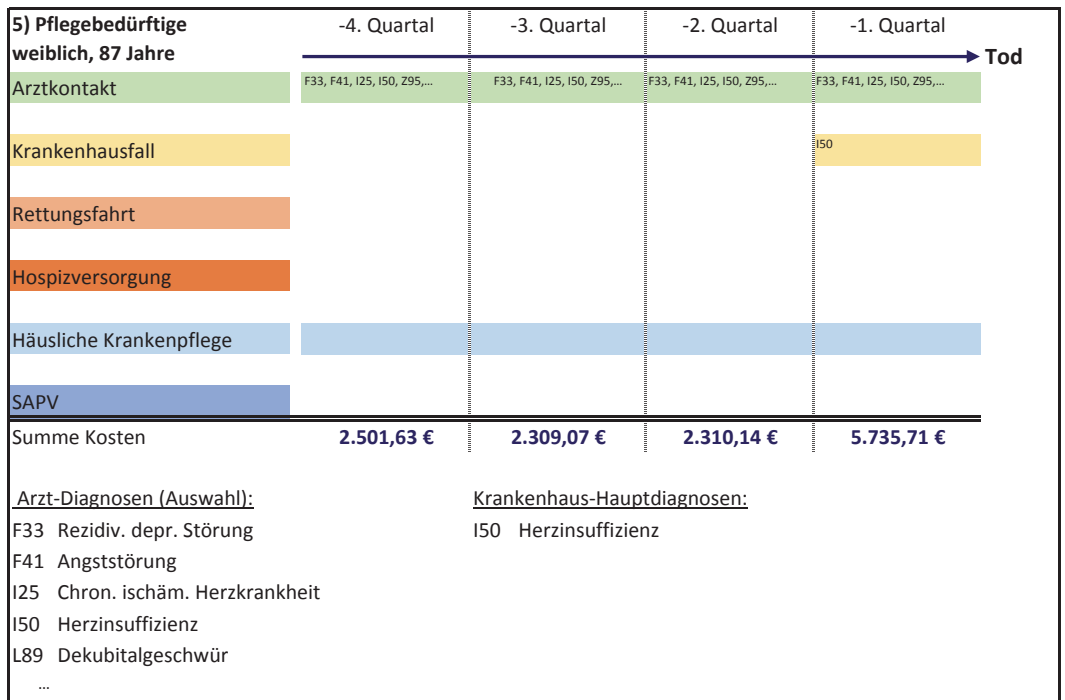 5) Pflegebedürftige -4. Quartal -3. Quartal -2. Quartal -1. Quartal
weiblich, 87 Jahre Tod
Arztkontakt F33, F41, I25, I50, Z95,... F33, F41, I25, I50, Z95,... F33, F41, I25, I50, Z95,... F33, F41, I25, I50, Z95,...
Krankenhausfall I50
Rettungsfahrt
Hospizversorgung
Häusliche Krankenpflege
SAPV
Summe Kosten 2.501,63 € 2.309,07 € 2.310,14 € 5.735,71 €
Arzt-Diagnosen (Auswahl): Krankenhaus-Hauptdiagnosen:
F33 Rezidiv. depr. Störung I50 Herzinsuffizienz
F41 Angststörung
I25 Chron. ischäm. Herzkrankheit
I50 Herzinsuffizienz
L89 Dekubitalgeschwür
...